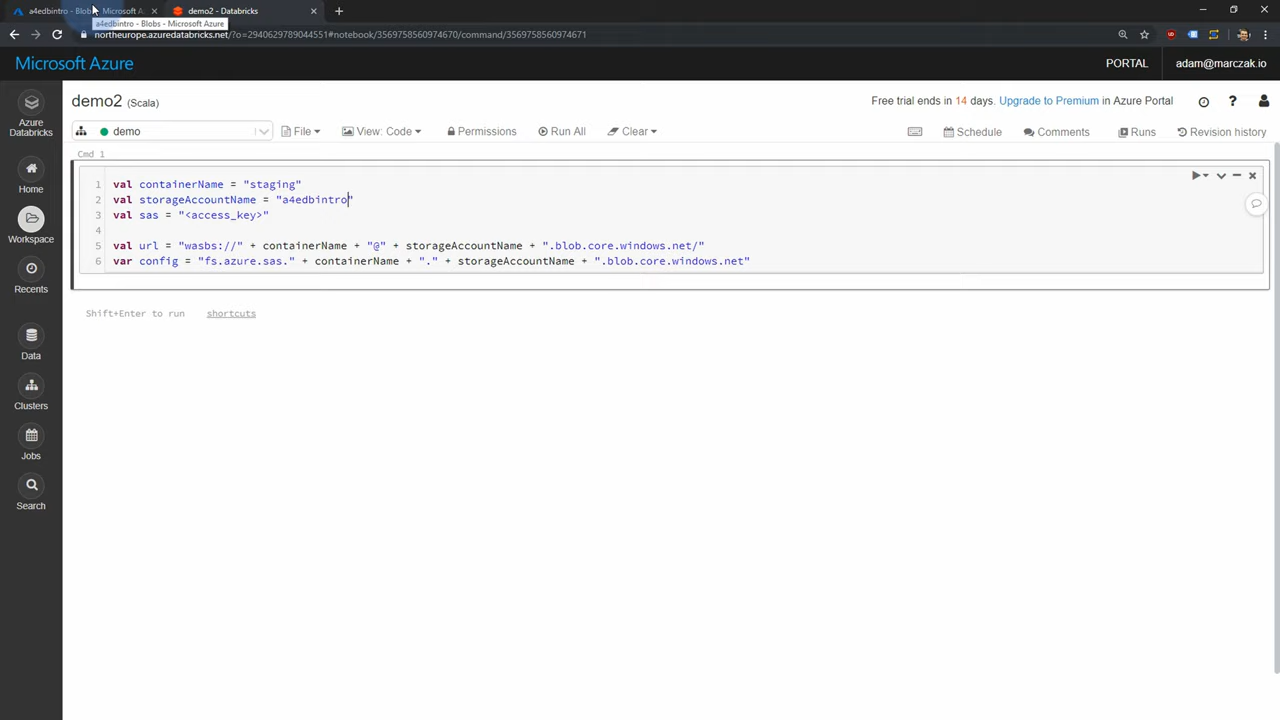 a4edbintro - Blobs - Microsoft A
demo2 - Databricks
a4edbintro - Blobs - Microsoft Azure
northeurope.azuredatabricks.net/?o=2940629789044551#notebook/3569758560974670/command/3569758560974671
Microsoft Azure
PORTAL
adam@marczak.io
demo2 (Scala)
Free trial ends in 14 days. Upgrade to Premium in Azure Portal
demo
File
View: Code
Permissions
Run All
Clear
Schedule
Comments
Runs
Revision history
Azure
Databricks
Home
Workspace
Recents
Data
Clusters
Jobs
Search
Cmd 1
1 val containerName = "staging"
2 val storageAccountName = "a4edbintro"
3 val sas = "<access_key>"
4
5 val url = "wasbs://" + containerName + "@" + storageAccountName + ".blob.core.windows.net/"
6 var config = "fs.azure.sas." + containerName + "." + storageAccountName + ".blob.core.windows.net"
Shift+Enter to run shortcuts